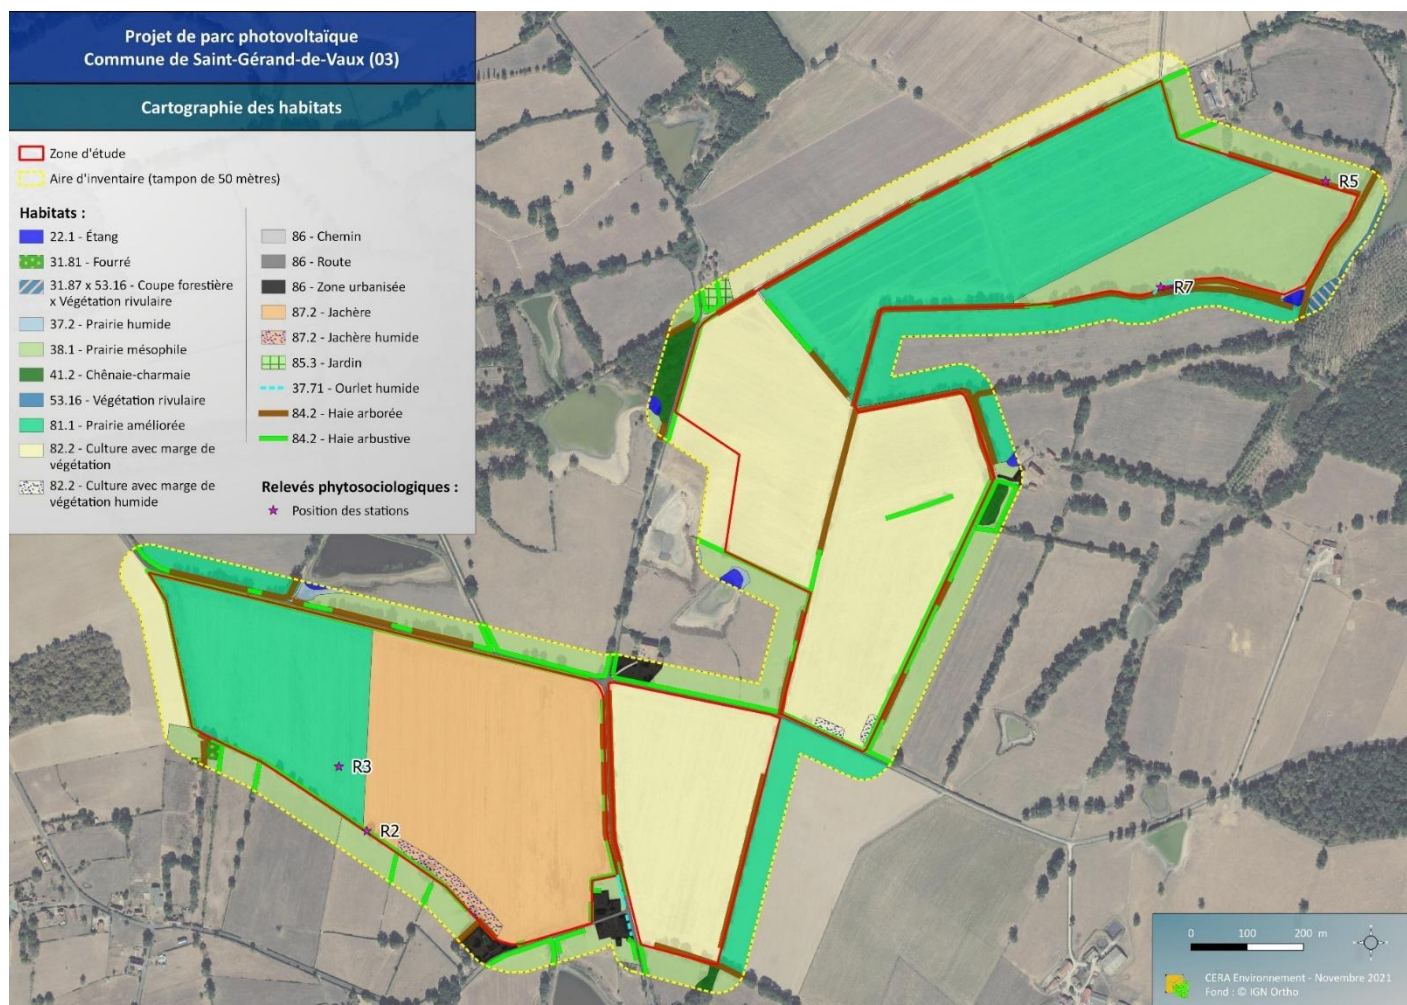 Projet de parc photovoltaïque
Commune de Saint-Gérand-de-Vaux (03)
Cartographie des habitats
Zone d'étude
Aire d'inventaire (tampon de 50 mètres)
Habitats :
22.1 - Étang
31.81 - Fourré
31.87 x 53.16 - Coupe forestière
x Végétation rivulaire
37.2 - Prairie humide
38.1 - Prairie mésophile
41.2 - Chênaie-charmaie
53.16 - Végétation rivulaire
81.1 - Prairie améliorée
82.2 - Culture avec marge de
végétation
82.2 - Culture avec marge de
végétation humide
86 - Chemin
86 - Route
86 - Zone urbanisée
87.2 - Jachère
87.2 - Jachère humide
85.3 - Jardin
37.71 - Ourlet humide
84.2 - Haie arborée
84.2 - Haie arbustive
Relevés phytosociologiques :
Position des stations
R5
R7
R3
R2
0 100 200 m
CERA Environnement - Novembre 2021
Fond : © IGN Ortho